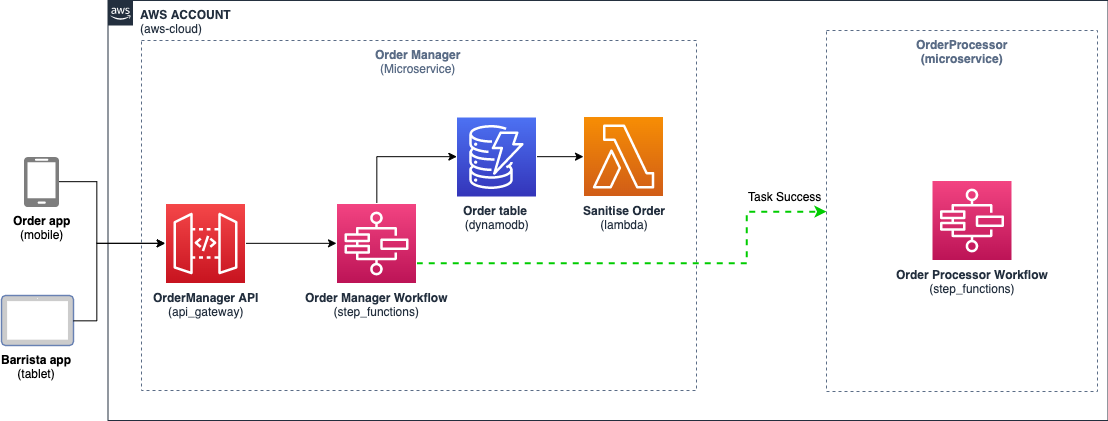 aws
AWS ACCOUNT
(aws-cloud)
Order Manager
(Microservice)
OrderProcessor
(microservice)
Order app
(mobile)
Barrista app
(tablet)
</>
OrderManager API
(api_gateway)
Order Manager Workflow
(step_functions)
Order table
(dynamodb)
Sanitise Order
(lambda)
Task Success
Order Processor Workflow
(step_functions)